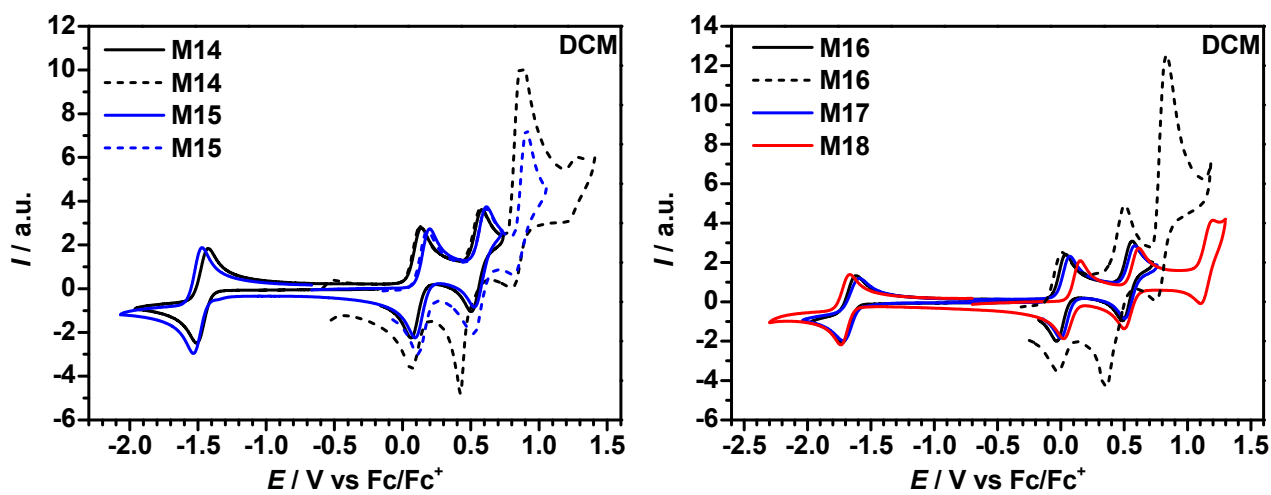 12
10
8
6
4
2
0
-2
-4
-6
I / a.u.
M14
M14
M15
M15
DCM
-2.0 -1.5 -1.0 -0.5 0.0 0.5 1.0 1.5
E / V vs Fc/Fc⁺
14
12
10
8
6
4
2
0
-2
-4
-6
I / a.u.
M16
M16
M17
M18
DCM
-2.5 -2.0 -1.5 -1.0 -0.5 0.0 0.5 1.0 1.5
E / V vs Fc/Fc⁺